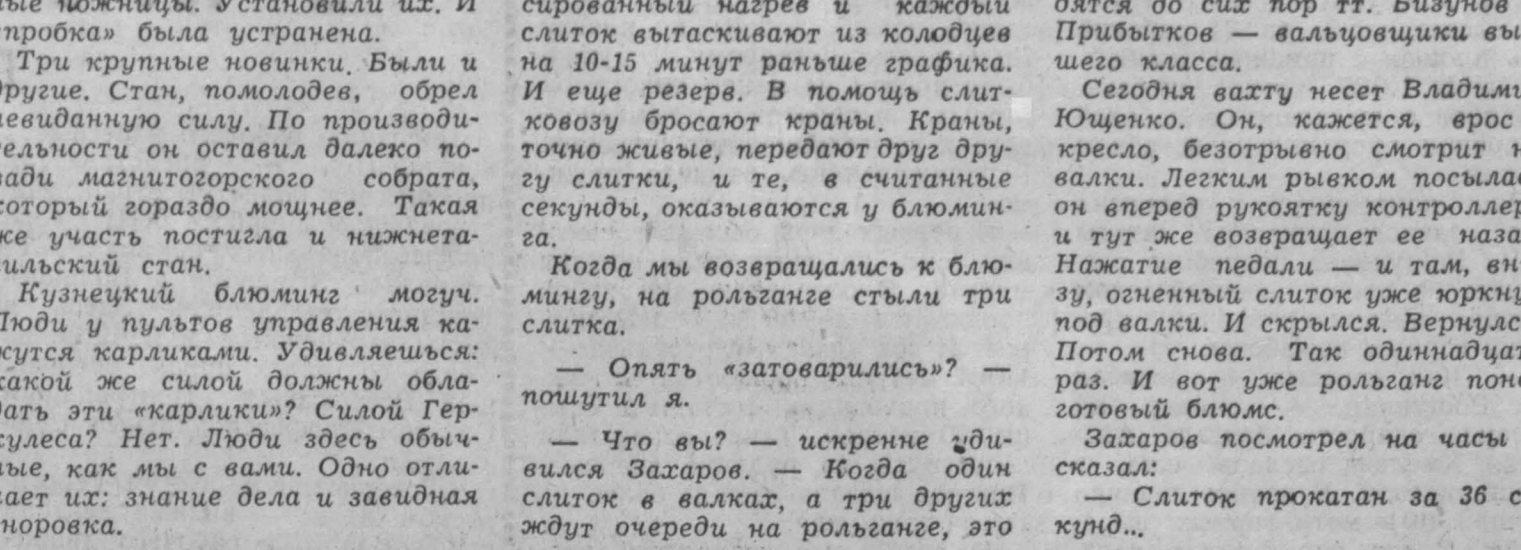 ные ножницы. Установили их. И
пробка» была устранена.
Три крупные новинки. Были и
другие. Стан, помолодев, обрел
невиданную силу. По производи-
тельности он оставил далеко по-
зади магнитогорского собрата,
который гораздо мощнее. Такая
же участь постигла и нижнета-
гильский стан.
Кузнецкий блюминг могуч.
Люди у пультов управления ка-
жутся карликами. Удивляешься:
какой же силой должны обла-
дать эти «карлики»? Силой Гер-
кулеса? Нет. Люди здесь обыч-
ные, как мы с вами. Одно отли-
чает их: знание дела и завидная
сноровка.
сированный нагрев и каждый
слиток вытаскивают из колодцев
на 10-15 минут раньше графика.
И еще резерв. В помощь слит-
ковозу бросают краны. Краны,
точно живые, передают друг дру-
гу слитки, и те, в считанные
секунды, оказываются у блюмин-
га.
Когда мы возвращались к блю-
мингу, на рольганге стыли три
слитка.
— Опять «затоварились»? —
пошутил я.
— Что вы? — искренне уди-
вился Захаров. — Когда один
слиток в валках, а три других
ждут очереди на рольганге, это
дятся до сих пор тт. Бизунов
Прибытков — вальцовщики вы
шего класса.
Сегодня вахту несет Владими
Ющенко. Он, кажется, врос
кресло, безотрывно смотрит н
валки. Легким рывком посылае
он вперед рукоятку контроллер
и тут же возвращает ее наза
Нажатие педали — и там, вни
зу, огненный слиток уже юркну
под валки. И скрылся. Вернулс
Потом снова. Так одиннадцат
раз. И вот уже рольганг поне
готовый блюмс.
Захаров посмотрел на часы
сказал:
— Слиток прокатан за 36 с
кунд...